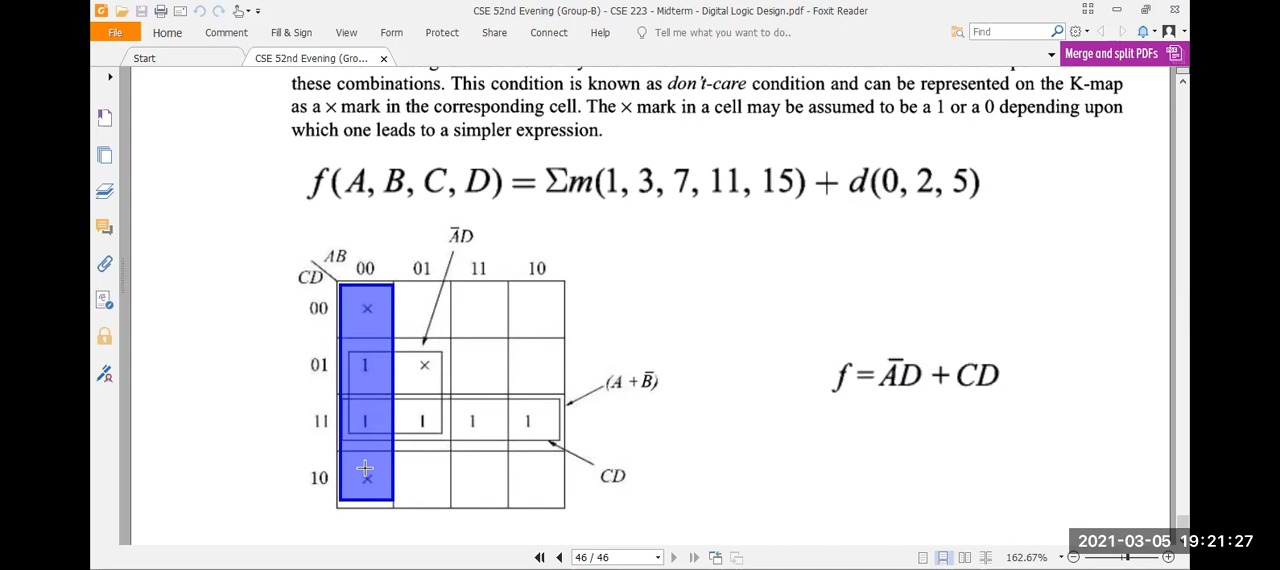 CSE 52nd Evening (Group-B) - CSE 223 - Midterm - Digital Logic Design.pdf - Foxit Reader
File Home Comment Fill & Sign View Form Protect Share Connect Help Tell me what you want to do.. Find
Start CSE 52nd Evening (Gro... × Merge and split PDFs
these combinations. This condition is known as don't-care condition and can be represented on the K-map
as a × mark in the corresponding cell. The × mark in a cell may be assumed to be a 1 or a 0 depending upon
which one leads to a simpler expression.
f(A, B, C, D) = Σm(1, 3, 7, 11, 15) + d(0, 2, 5)
A̅D
AB
CD 00 01 11 10
00 ×
01 1 ×
(A + B̅)
f = A̅D + CD
11 1 1 1 1
10 ×
CD
46 / 46
162.67%
2021-03-05 19:21:27